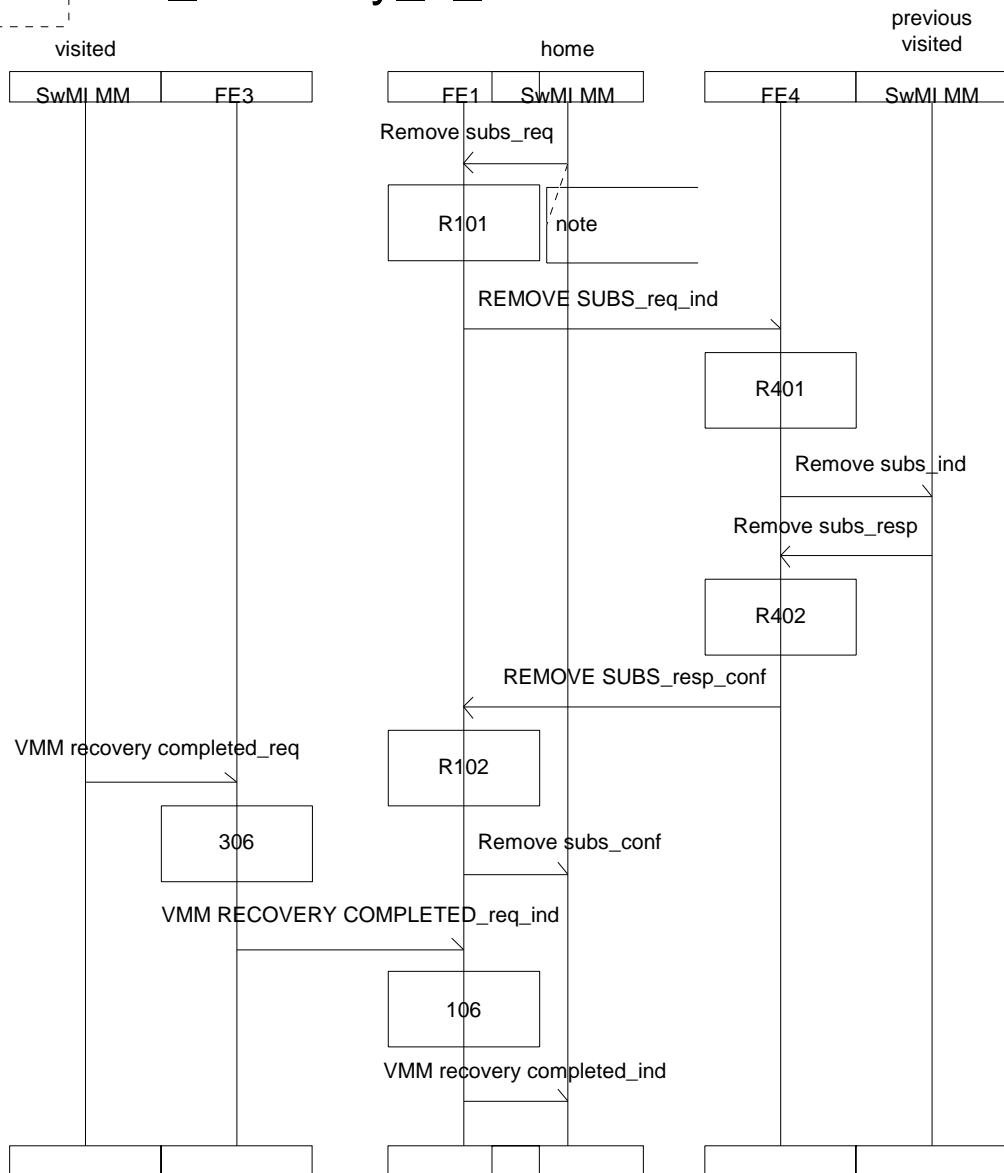 previous
visited home visited
SwMI MM FE3 FE1 SwMI MM FE4 SwMI MM
Remove subs_req
R101 note
REMOVE SUBS_req_ind
R401
Remove subs_ind
Remove subs_resp
R402
REMOVE SUBS_resp_conf
VMM recovery completed_req
R102
306 Remove subs_conf
VMM RECOVERY COMPLETED_req_ind
106
VMM recovery completed_ind